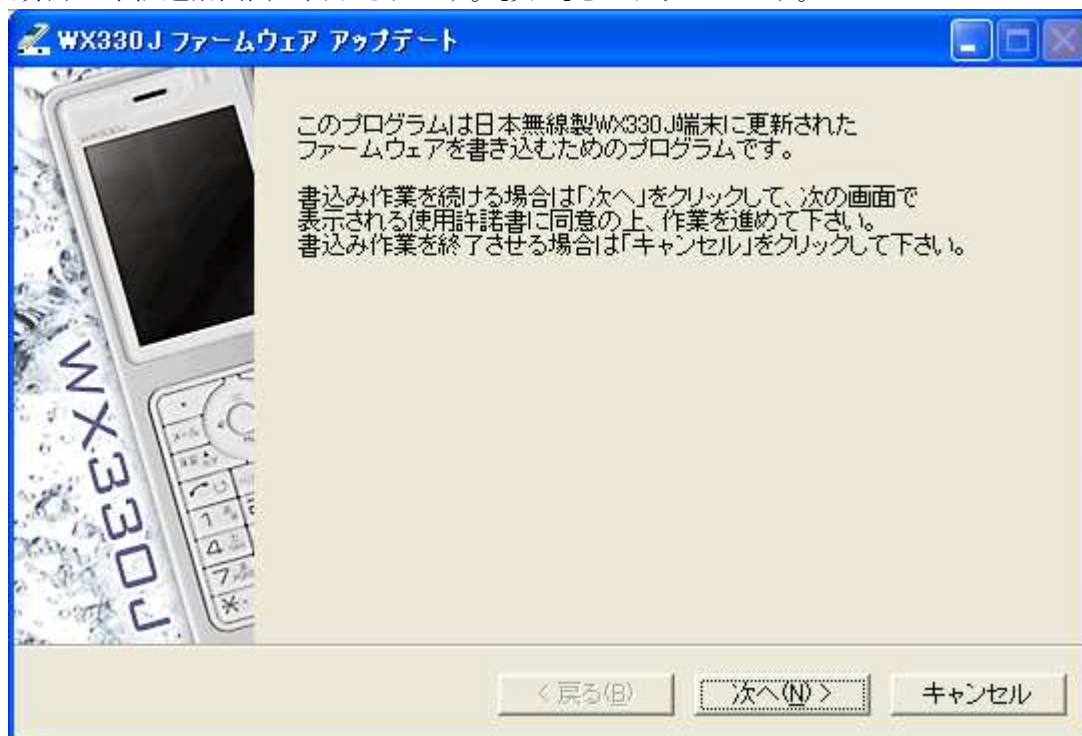 WX330J ファームウェア アップデート
このプログラムは日本無線製WX330J端末に更新された
ファームウェアを書き込むためのプログラムです。
書込み作業を続ける場合は「次へ」をクリックして、次の画面で
表示される使用許諾書に同意の上、作業を進めて下さい。
書込み作業を終了させる場合は「キャンセル」をクリックして下さい。
WX330J
メール
1
4
7
*
< 戻る(B)
次へ(N) >
キャンセル